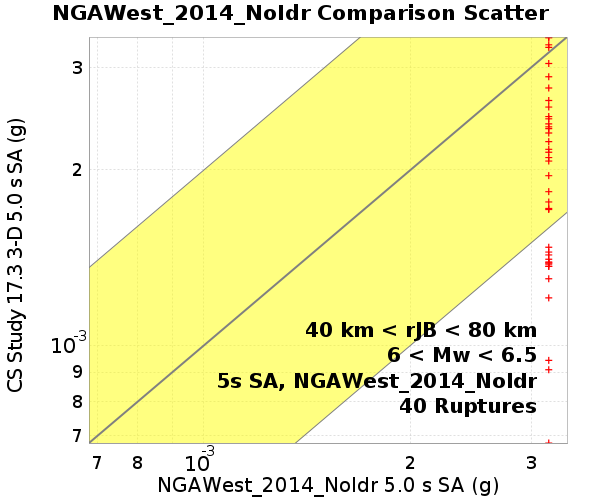 NGAWest_2014_NoIdr Comparison Scatter
CS Study 17.3 3-D 5.0 s SA (g)
3
2
10-3
9
8
7
40 km < rJB < 80 km
6 < Mw < 6.5
5s SA, NGAWest_2014_NoIdr
40 Ruptures
7 8 10-3 2 3
NGAWest_2014_NoIdr 5.0 s SA (g)